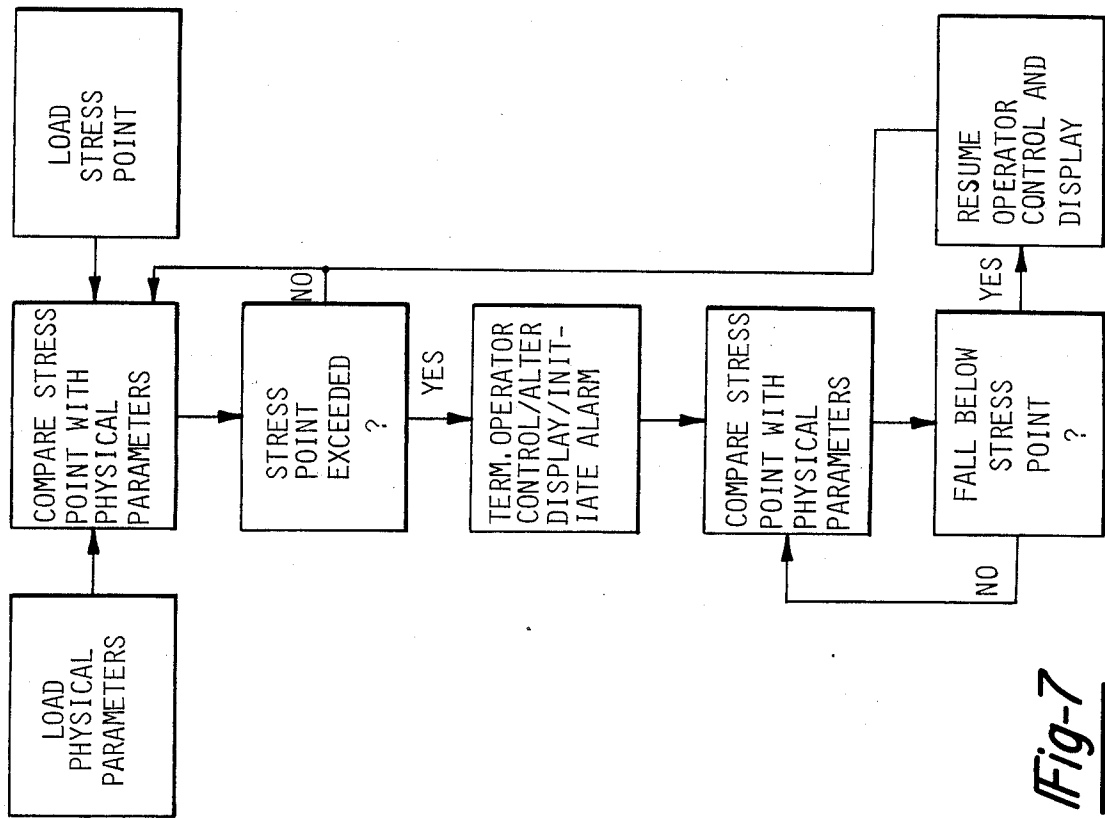 LOAD
PHYSICAL
PARAMETERS
COMPARE STRESS
POINT WITH
PHYSICAL
PARAMETERS
LOAD
STRESS
POINT
STRESS
POINT
EXCEEDED
?
NO
YES
TERM. OPERATOR
CONTROL/ALTER
DISPLAY/INIT-
IATE ALARM
COMPARE STRESS
POINT WITH
PHYSICAL
PARAMETERS
FALL BELOW
STRESS
POINT
?
NO
YES
RESUME
OPERATOR
CONTROL AND
DISPLAY
Fig-7